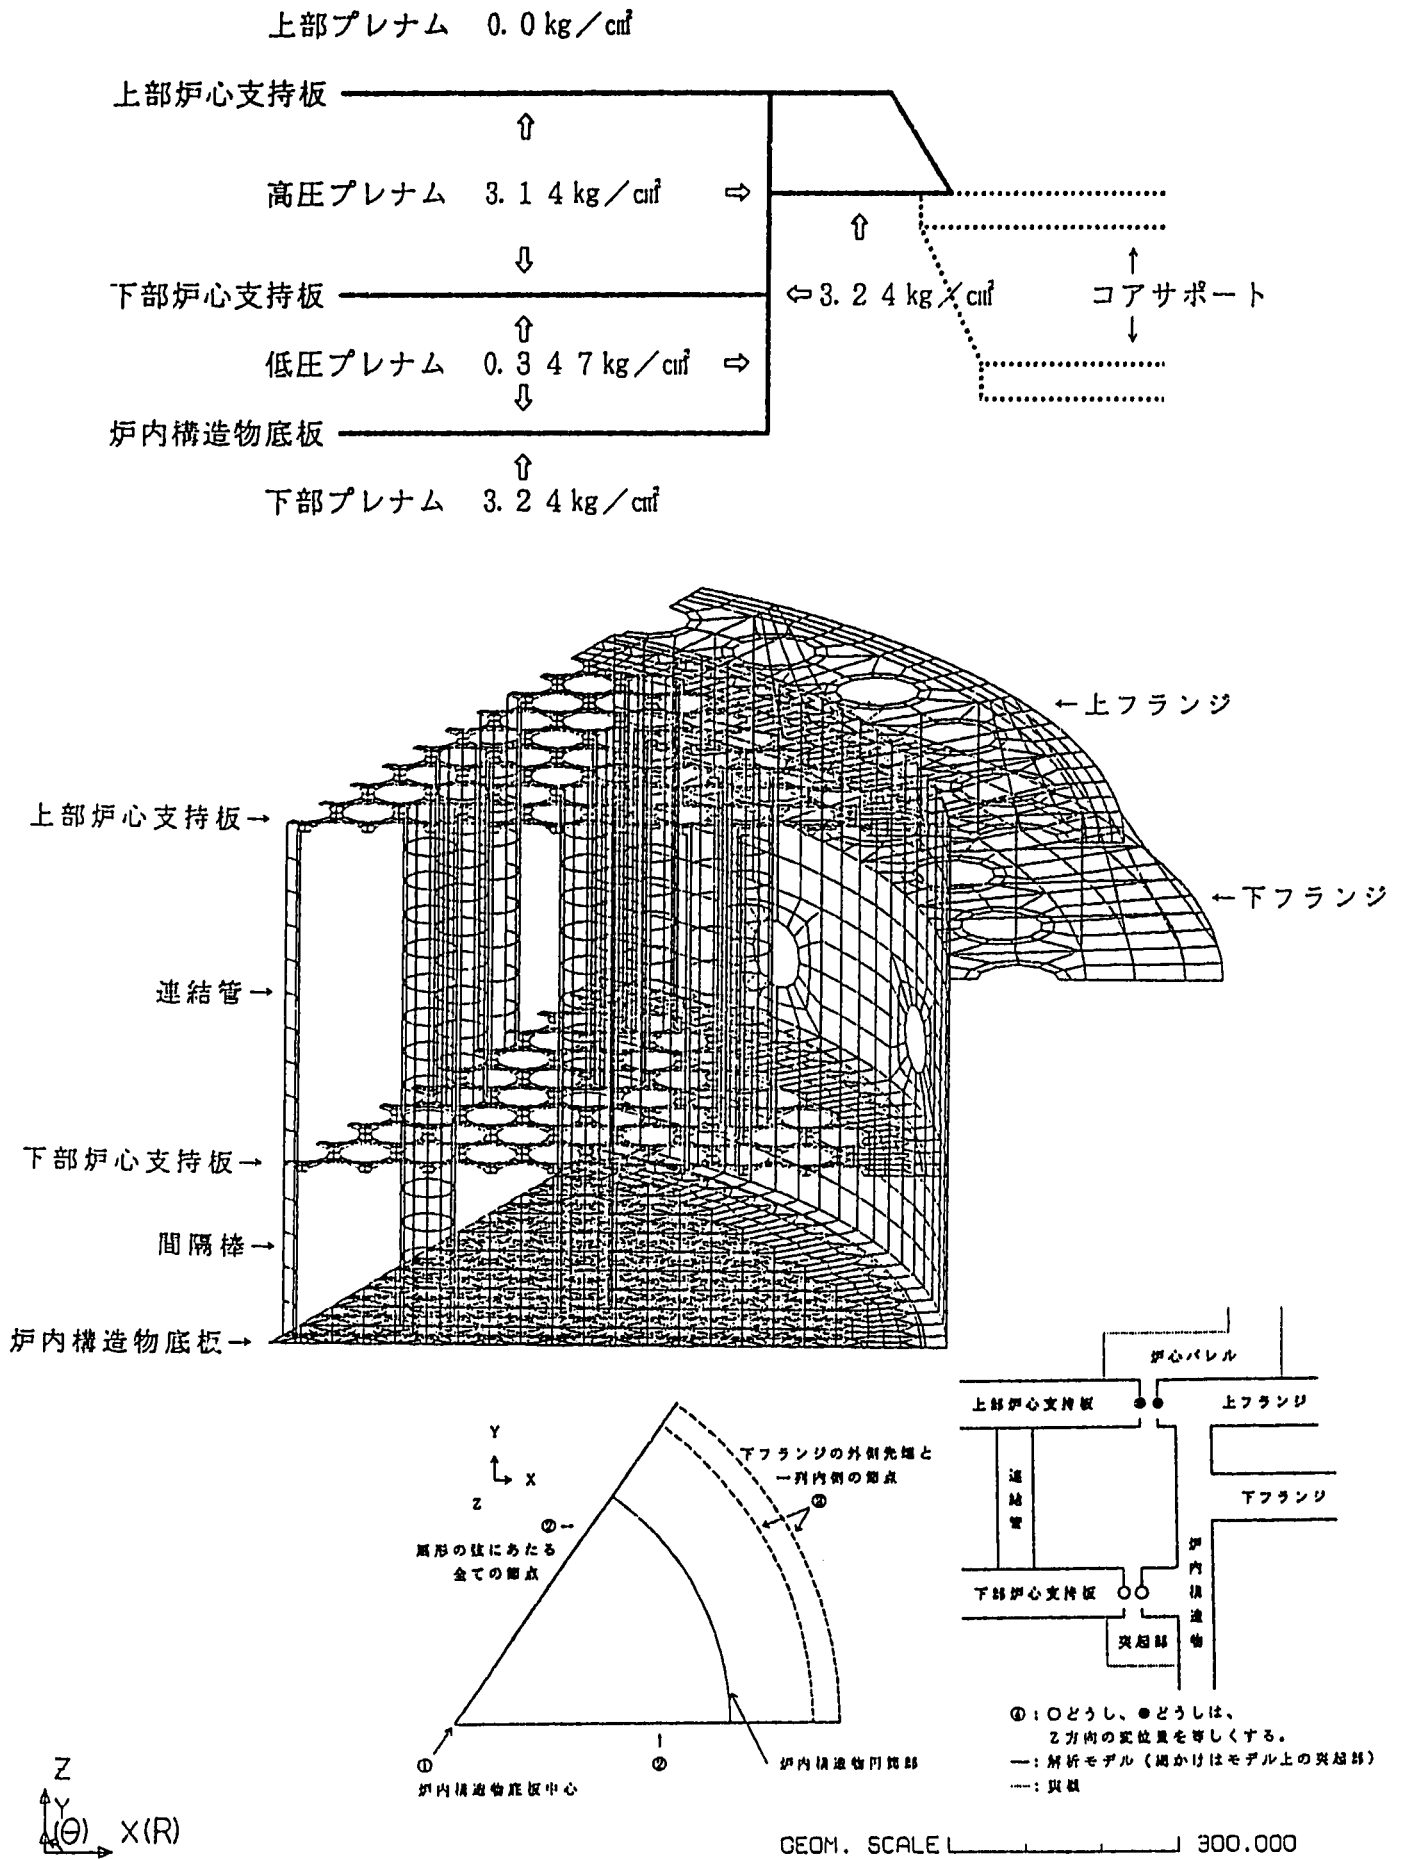 上部プレナム 0.0kg/c㎡
上部炉心支持板
高圧プレナム 3.14kg/c㎡
下部炉心支持板
⇦3.24kg/c㎡
コアサポート
低圧プレナム 0.347kg/c㎡
炉内構造物底板
下部プレナム 3.24kg/c㎡
←上フランジ
上部炉心支持板→
←下フランジ
連結管→
下部炉心支持板→
間隔棒→
炉内構造物底板→
炉心バレル
上部炉心支持板
上フランジ
連結管
下フランジ
炉内構造物
下部炉心支持板
突起部
Y
X
Z
下フランジの外側先端と
一列内側の節点
③
②→
扇形の弦にあたる
全ての節点
①
炉内構造物底板中心
②
炉内構造物円筒部
④:○どうし、●どうしは、
Z方向の変位量を等しくする。
—:解析モデル(網かけはモデル上の突起部)
┈:実機
Z
Y
(θ) X(R)
GEOM. SCALE 300.000